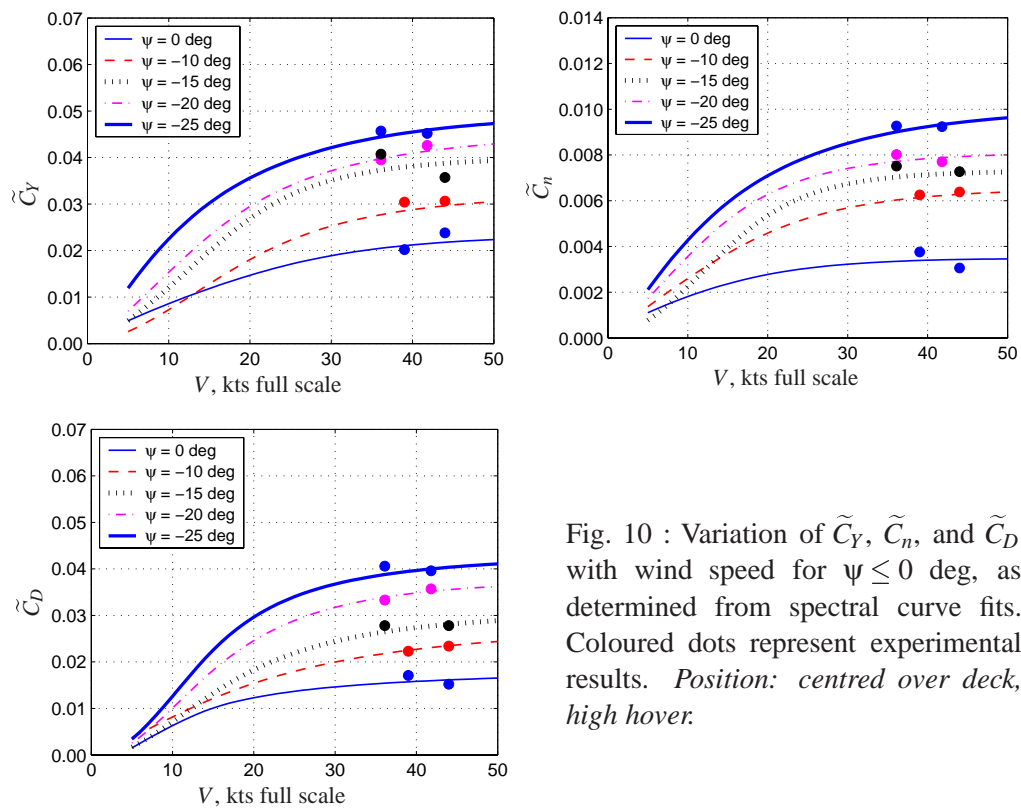 0.07
0.06
0.05
0.04
0.03
0.02
0.01
0.00
C̃_Y
ψ = 0 deg
ψ = −10 deg
ψ = −15 deg
ψ = −20 deg
ψ = −25 deg
0 10 20 30 40 50
V, kts full scale
0.014
0.012
0.010
0.008
0.006
0.004
0.002
0.000
C̃_n
ψ = 0 deg
ψ = −10 deg
ψ = −15 deg
ψ = −20 deg
ψ = −25 deg
0 10 20 30 40 50
V, kts full scale
0.07
0.06
0.05
0.04
0.03
0.02
0.01
0.00
C̃_D
ψ = 0 deg
ψ = −10 deg
ψ = −15 deg
ψ = −20 deg
ψ = −25 deg
0 10 20 30 40 50
V, kts full scale
Fig. 10 : Variation of C̃_Y, C̃_n, and C̃_D
with wind speed for ψ ≤ 0 deg, as
determined from spectral curve fits.
Coloured dots represent experimental
results. Position: centred over deck,
high hover.